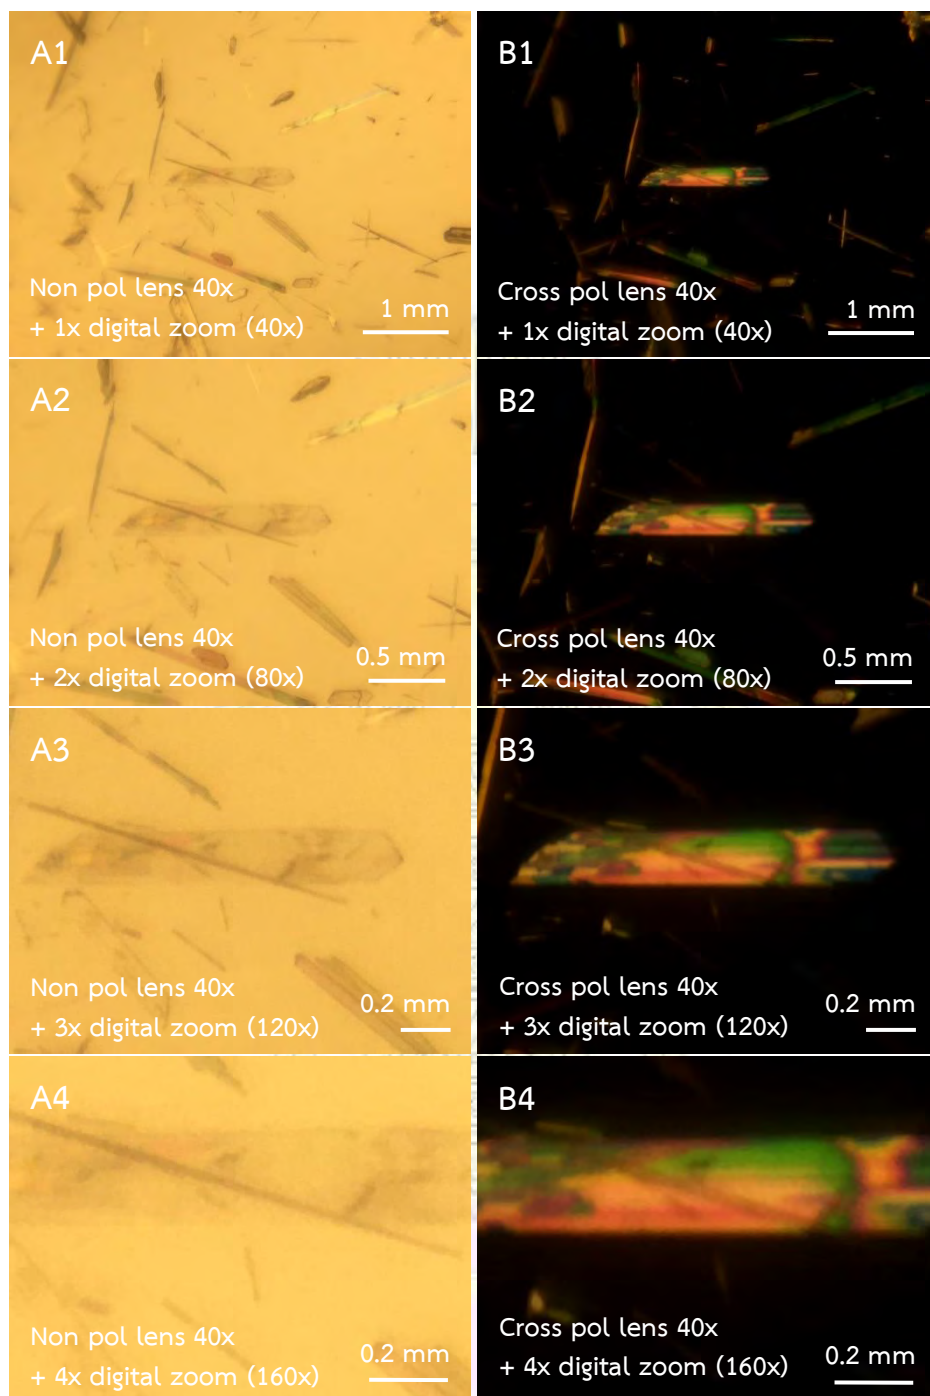 A1
Non pol lens 40x
+ 1x digital zoom (40x)
1 mm
B1
Cross pol lens 40x
+ 1x digital zoom (40x)
1 mm
A2
Non pol lens 40x
+ 2x digital zoom (80x)
0.5 mm
B2
Cross pol lens 40x
+ 2x digital zoom (80x)
0.5 mm
A3
Non pol lens 40x
+ 3x digital zoom (120x)
0.2 mm
B3
Cross pol lens 40x
+ 3x digital zoom (120x)
0.2 mm
A4
Non pol lens 40x
+ 4x digital zoom (160x)
0.2 mm
B4
Cross pol lens 40x
+ 4x digital zoom (160x)
0.2 mm